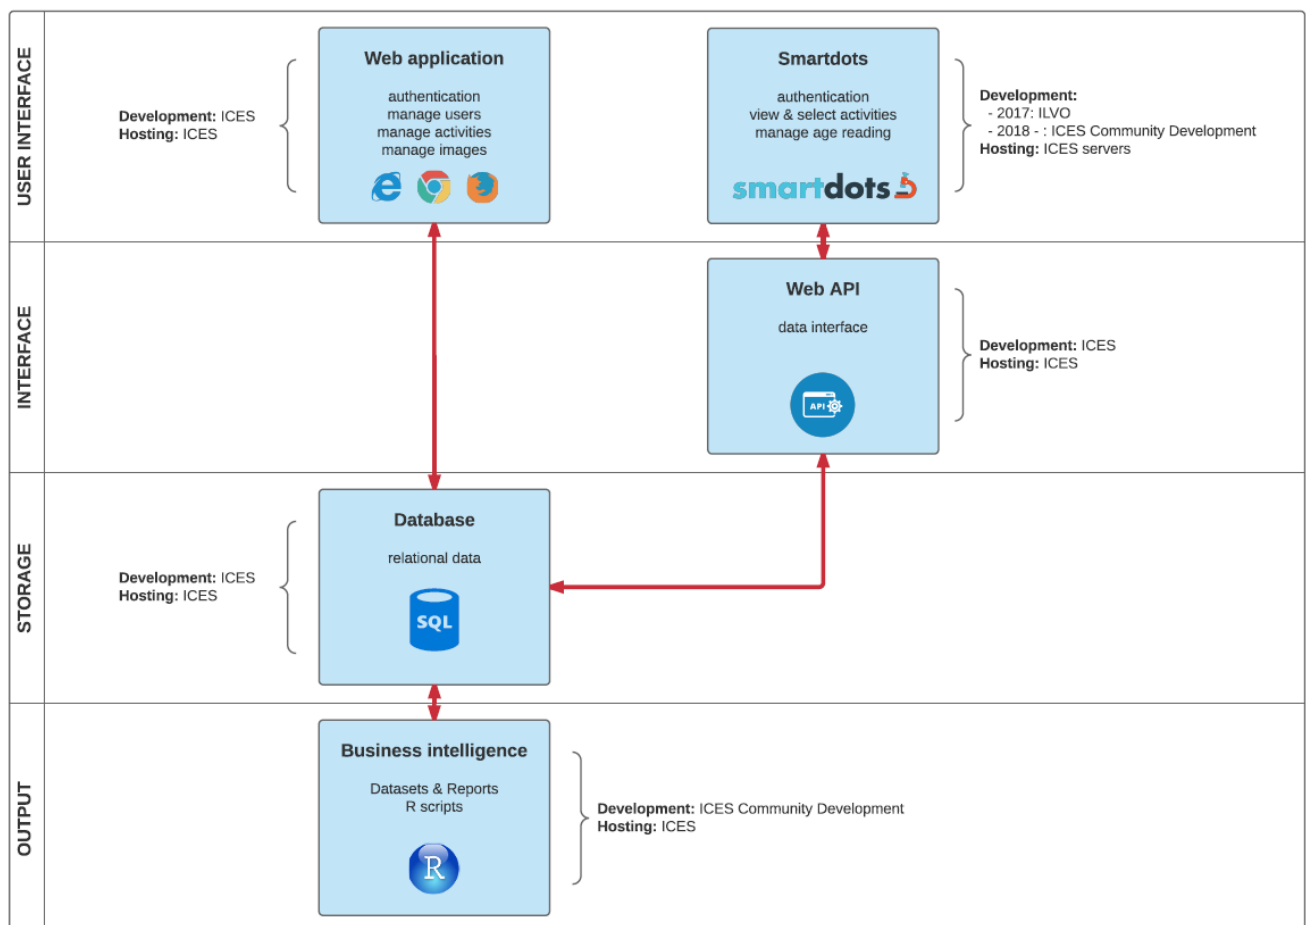 USER INTERFACE
Web application
authentication
manage users
manage activities
manage images
Development: ICES
Hosting: ICES
Smartdots
authentication
view & select activities
manage age reading
smartdots
Development:
- 2017: ILVO
- 2018 - : ICES Community Development
Hosting: ICES servers
INTERFACE
Web API
data interface
API
Development: ICES
Hosting: ICES
STORAGE
Database
relational data
SQL
Development: ICES
Hosting: ICES
OUTPUT
Business intelligence
Datasets & Reports
R scripts
R
Development: ICES Community Development
Hosting: ICES